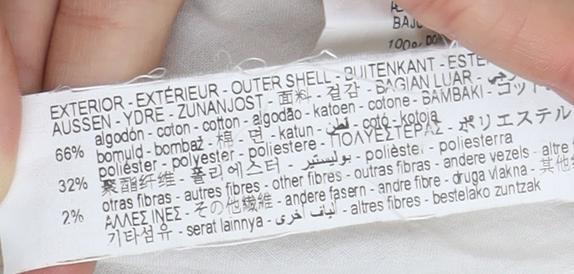 BAJO
100%
EXTERIOR - EXTÉRIEUR - OUTER SHELL - BUITENKANT - ESTE
AUSSEN - YDRE - ZUNANJOST - 面料 - 겉감 - BAGIAN LUAR -
66% algodón - coton - cotton - algodão - katoen - cotone - ΒΑΜΒΑΚΙ - コットン
bomuld - bombaž - 棉 - 면 - katun - قطن - cotó - kotoja
32% poliéster - polyester - poliestere - ΠΟΛΥΕΣΤΕΡΑΣ - ポリエステル
聚酯纤维 - 폴리에스터 - بوليستير - polièster - poliesterra
2% otras fibras - autres fibres - other fibres - outras fibras - andere vezels - altre
ΑΛΛΕΣ ΙΝΕΣ - その他繊維 - andere fasern - andre fibre - druga vlakna - 其他
기타섬유 - serat lainnya - ألياف أخرى - altres fibres - bestelako zuntzak